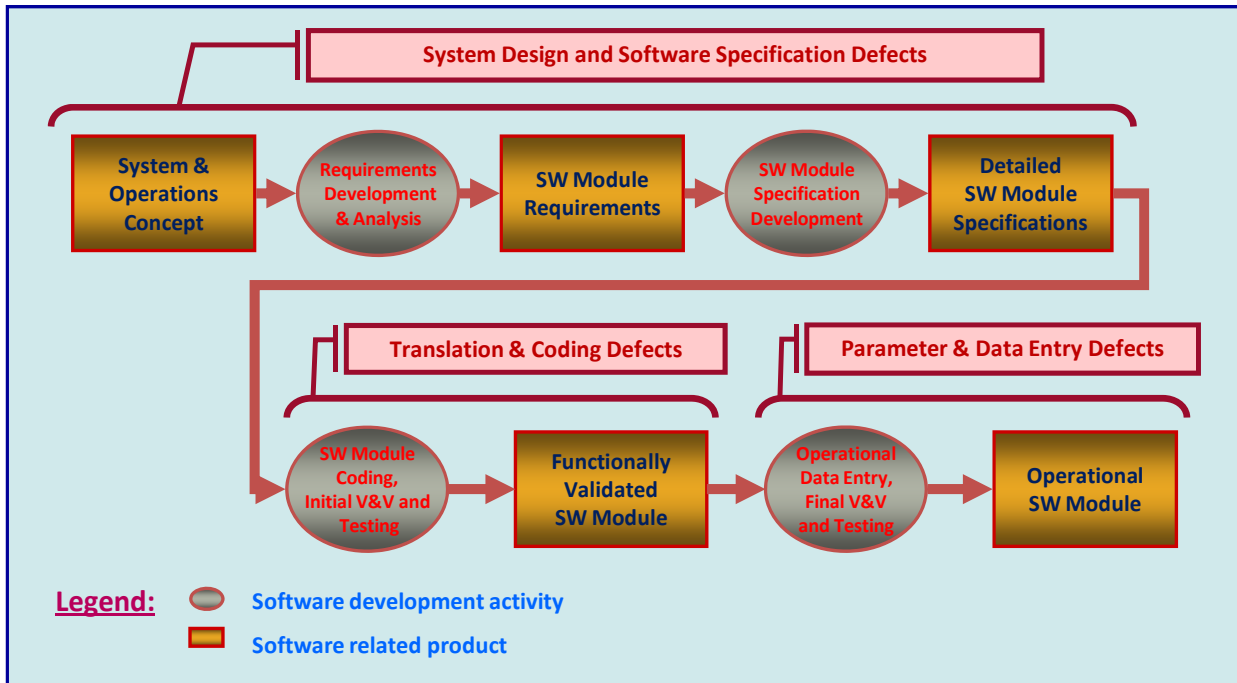 System Design and Software Specification Defects
System &
Operations
Concept
Requirements
Development
& Analysis
SW Module
Requirements
SW Module
Specification
Development
Detailed
SW Module
Specifications
Translation & Coding Defects
Parameter & Data Entry Defects
SW Module
Coding,
Initial V&V and
Testing
Functionally
Validated
SW Module
Operational
Data Entry,
Final V&V
and Testing
Operational
SW Module
Legend:
Software development activity
Software related product